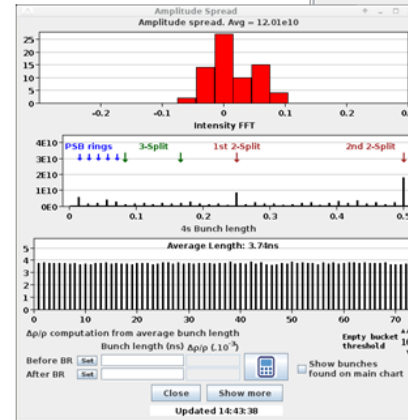 Amplitude Spread
Amplitude spread. Avg = 12.01e10
25
20
15
10
5
0
-0.2 -0.1 0 0.1 0.2 0.
Intensity FFT
4E10
3E10
2E10
1E10
0E0
PSB rings 3-Split 1st 2-Split 2nd 2-Split
0 0.1 0.2 0.3 0.4 0.5
4s Bunch length
5
4
3
2
1
0
Average Length: 3.74ns
0 10 20 30 40 50 60 70
Δp/p computation from average bunch length
Empty bucket
threshold 10
Bunch length (ns) Δp/p (.10⁻³)
Before BR Set
After BR Set
Show bunches
found on main chart
Close Show more
Updated 14:43:38